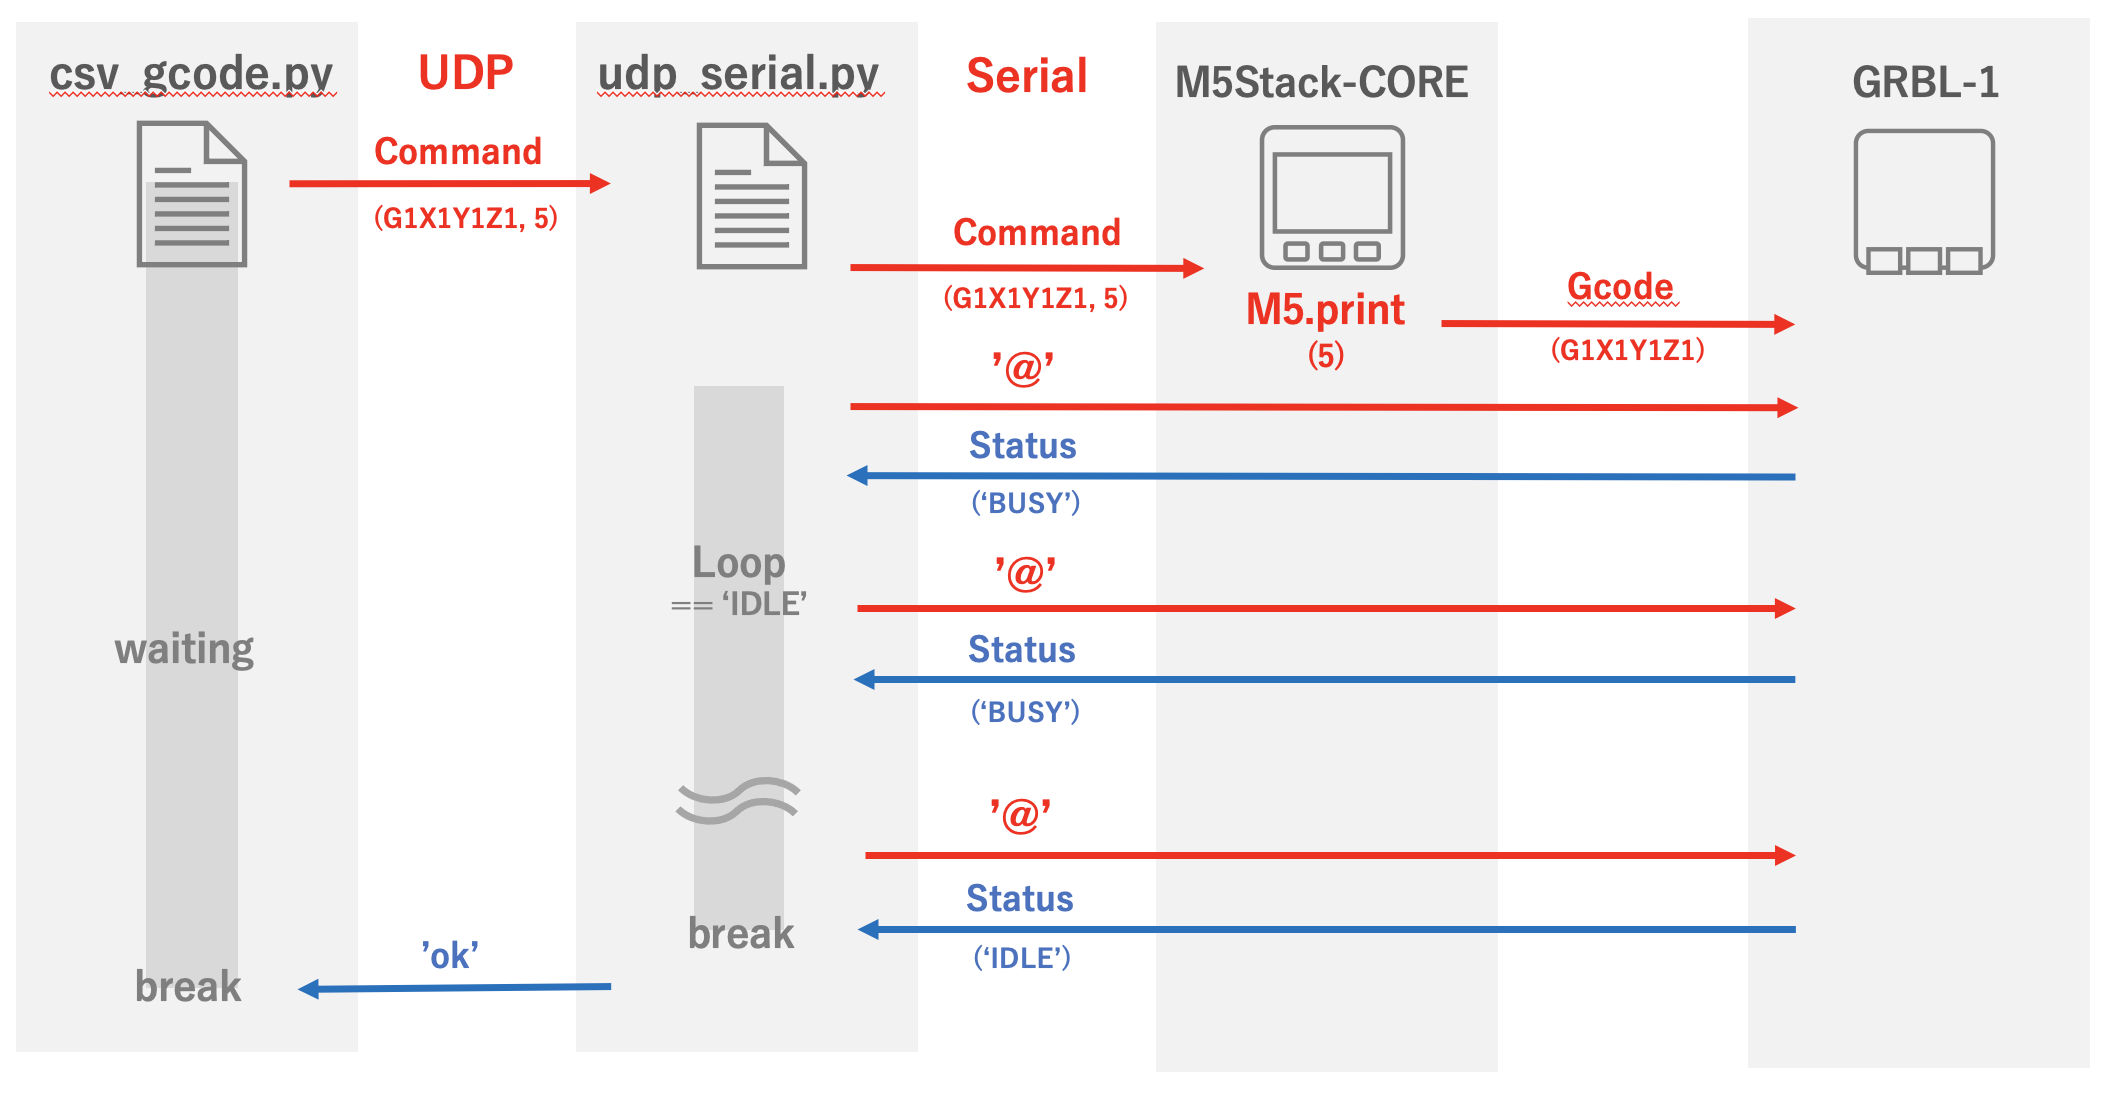 csv_gcode.py
UDP
udp_serial.py
Serial
M5Stack-CORE
GRBL-1
Command
(G1X1Y1Z1, 5)
Command
(G1X1Y1Z1, 5)
M5.print
(5)
Gcode
(G1X1Y1Z1)
’@’
Status
(‘BUSY’)
Loop
== ‘IDLE’
’@’
waiting
Status
(‘BUSY’)
’@’
Status
(‘IDLE’)
break
’ok’
break